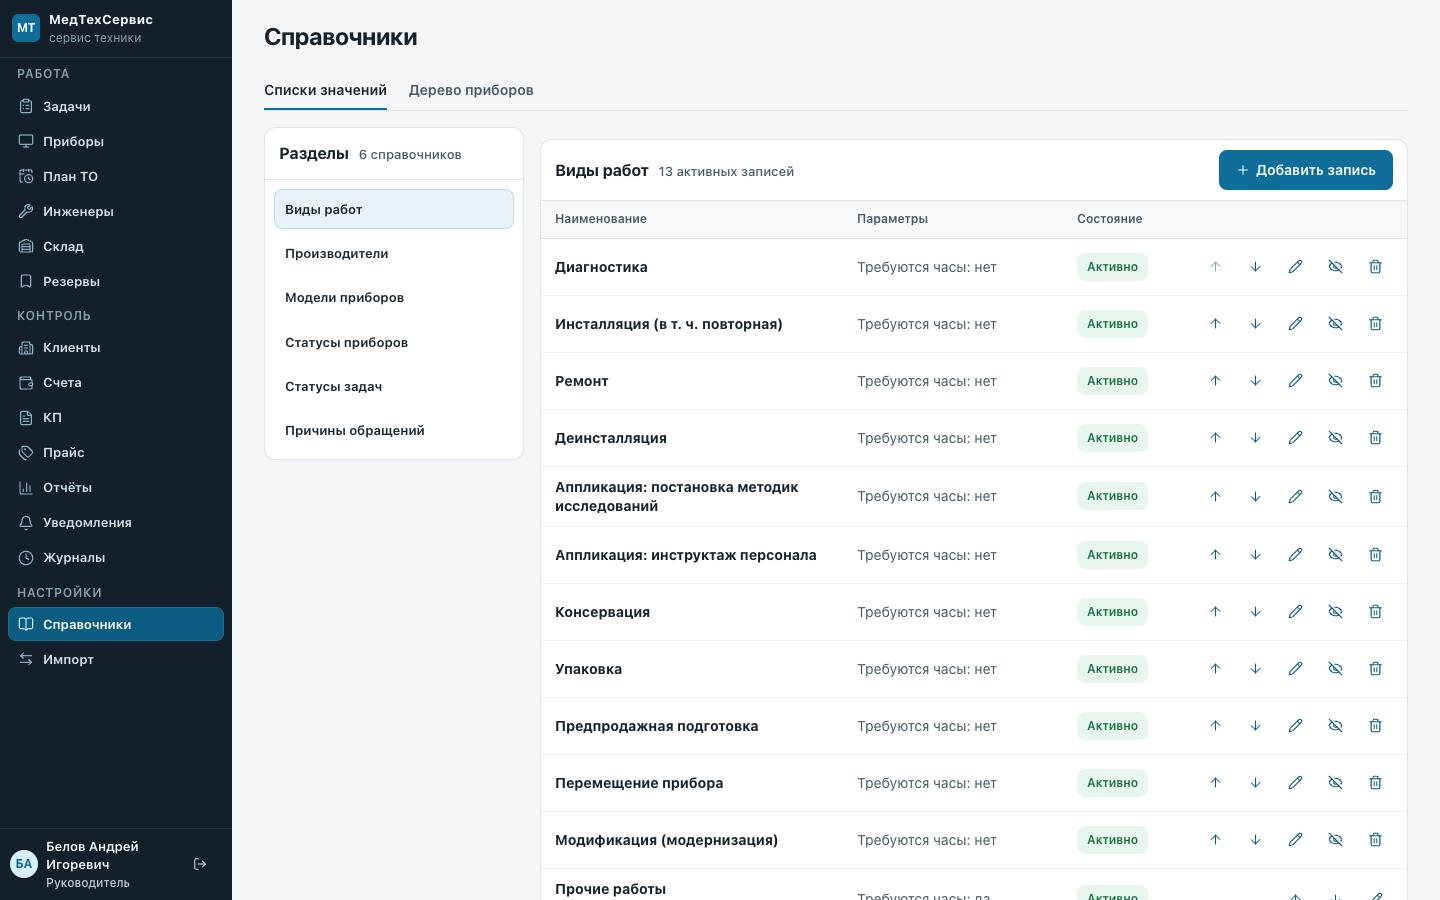 МТ
МедТехСервис
сервис техники
РАБОТА
Задачи
Приборы
План ТО
Инженеры
Склад
Резервы
КОНТРОЛЬ
Клиенты
Счета
КП
Прайс
Отчёты
Уведомления
Журналы
НАСТРОЙКИ
Справочники
Импорт
БА
Белов Андрей
Игоревич
Руководитель
Справочники
Списки значений Дерево приборов
Разделы 6 справочников
Виды работ
Производители
Модели приборов
Статусы приборов
Статусы задач
Причины обращений
Виды работ 13 активных записей
+ Добавить запись
Наименование Параметры Состояние
Диагностика Требуются часы: нет Активно
Инсталляция (в т. ч. повторная) Требуются часы: нет Активно
Ремонт Требуются часы: нет Активно
Деинсталляция Требуются часы: нет Активно
Аппликация: постановка методик
исследований Требуются часы: нет Активно
Аппликация: инструктаж персонала Требуются часы: нет Активно
Консервация Требуются часы: нет Активно
Упаковка Требуются часы: нет Активно
Предпродажная подготовка Требуются часы: нет Активно
Перемещение прибора Требуются часы: нет Активно
Модификация (модернизация) Требуются часы: нет Активно
Прочие работы
Требуются часы: да Активно